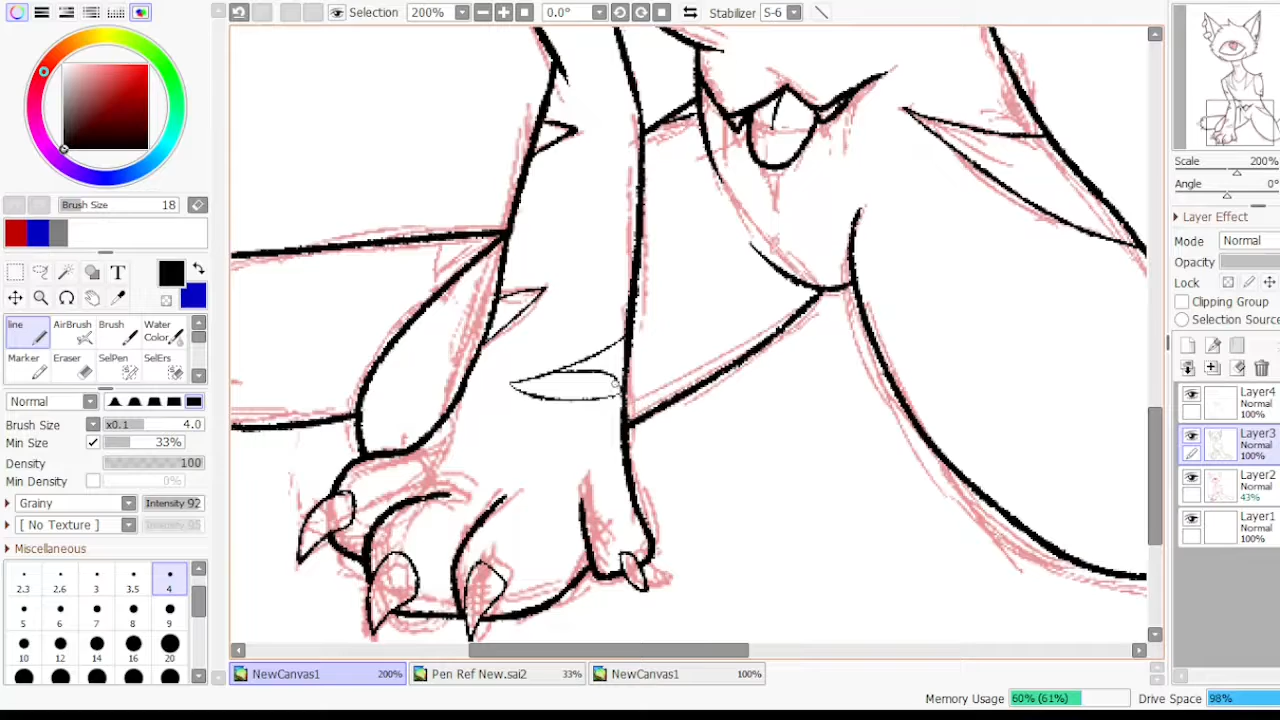 Selection 200% 0.0° Stabilizer S-6
Brush Size 18
T
line AirBrush Brush Water Color
Marker Eraser SelPen SelErs
Normal
Brush Size x0.1 4.0
Min Size 33%
Density 100
Min Density 0%
Grainy Intensity 92
[ No Texture ] Intensity 95
Miscellaneous
2.3 2.6 3 3.5 4
5 6 7 8 9
10 12 14 16 20
Scale 200%
Angle 0°
Layer Effect
Mode Normal
Opacity
Lock
Clipping Group
Selection Source
Layer4
Normal
100%
Layer3
Normal
100%
Layer2
Normal
43%
Layer1
Normal
100%
NewCanvas1 200% Pen Ref New.sai2 33% NewCanvas1 100%
Memory Usage 60% (61%) Drive Space 98%